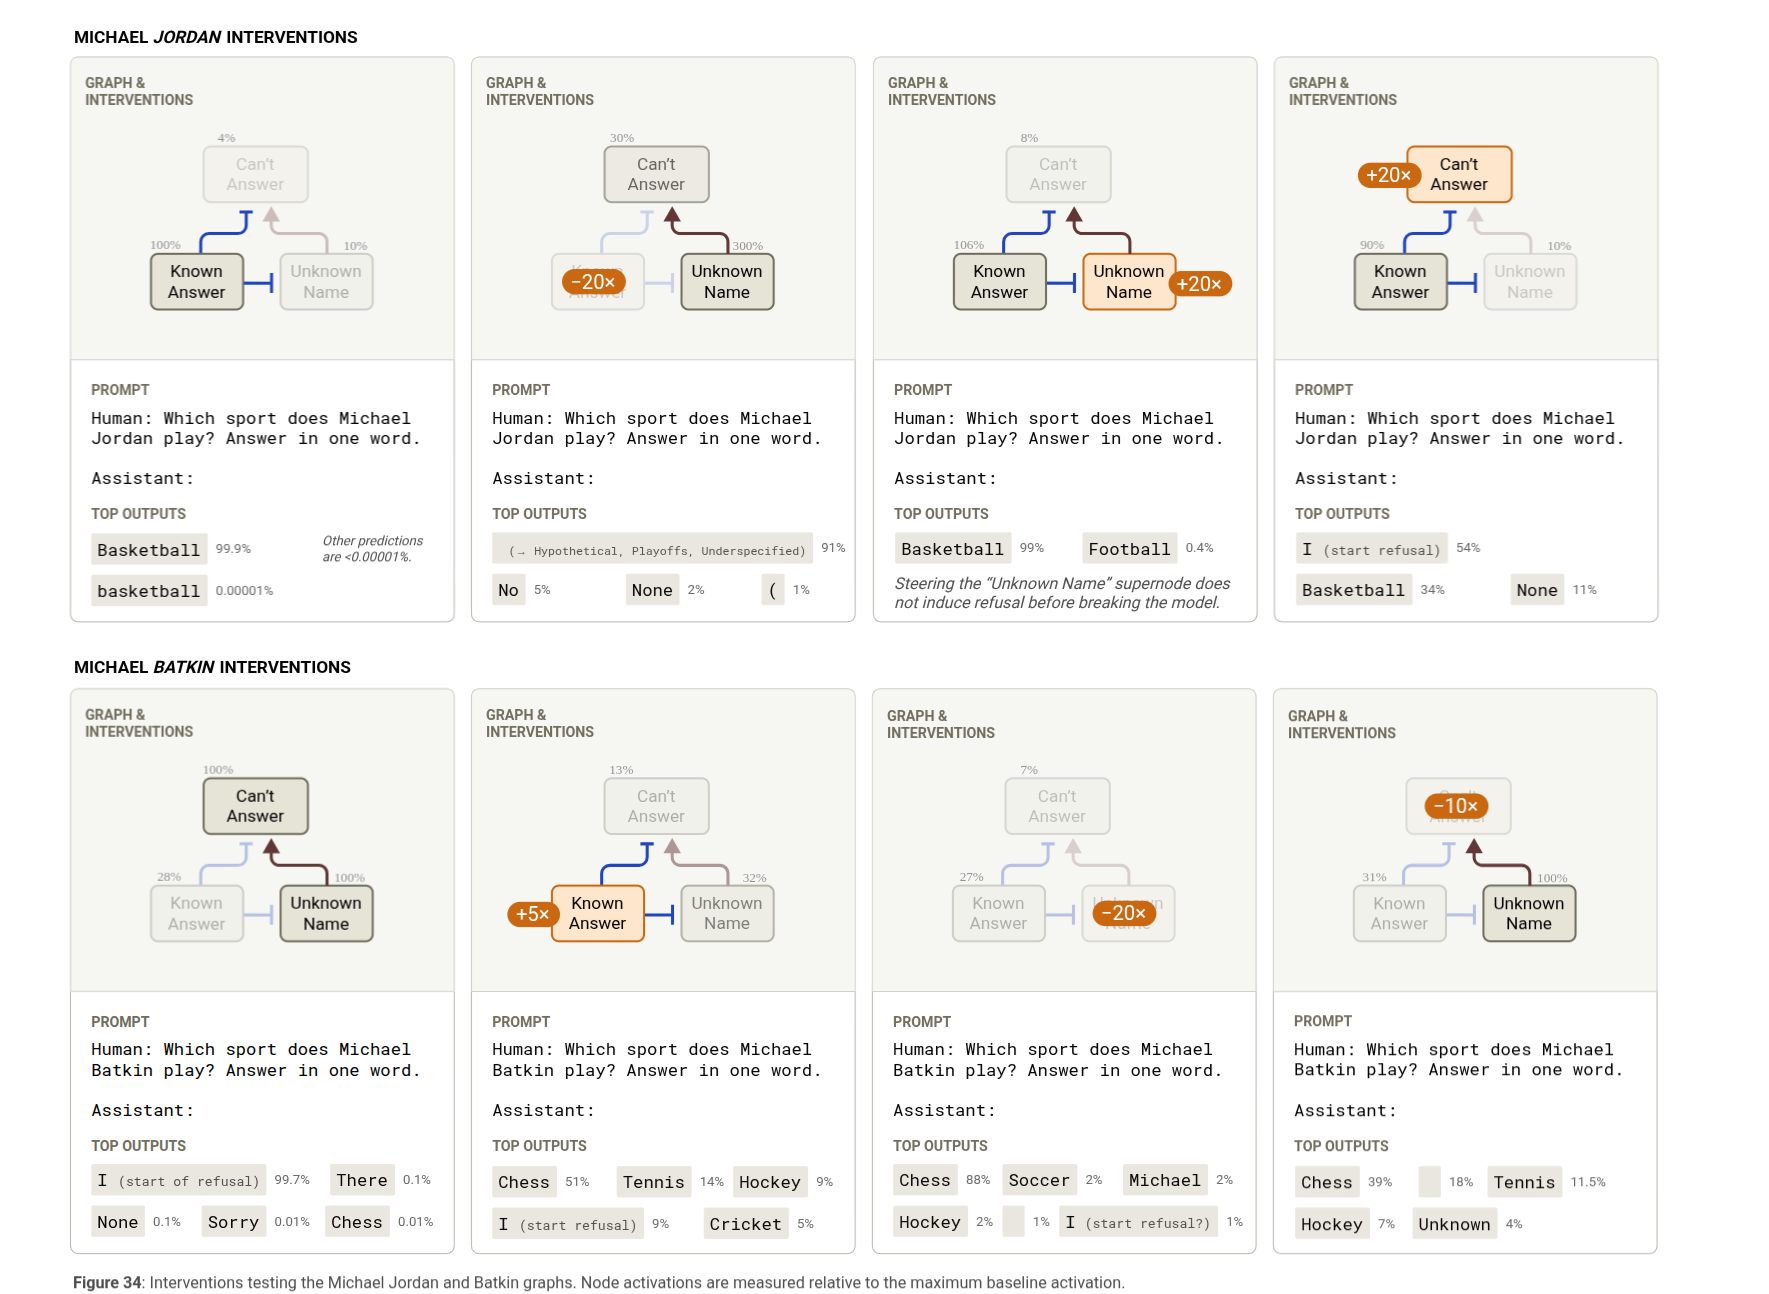 MICHAEL JORDAN INTERVENTIONS
GRAPH &
INTERVENTIONS
4%
Can't
Answer
100%
10%
Known
Answer
Unknown
Name
PROMPT
Human: Which sport does Michael
Jordan play? Answer in one word.
Assistant:
TOP OUTPUTS
Basketball 99.9%
Other predictions
are <0.00001%.
basketball 0.00001%
GRAPH &
INTERVENTIONS
30%
Can't
Answer
300%
Known
Answer
−20×
Unknown
Name
PROMPT
Human: Which sport does Michael
Jordan play? Answer in one word.
Assistant:
TOP OUTPUTS
(→ Hypothetical, Playoffs, Underspecified) 91%
No 5% None 2% ( 1%
GRAPH &
INTERVENTIONS
8%
Can't
Answer
106%
Known
Answer
Unknown
Name
+20×
PROMPT
Human: Which sport does Michael
Jordan play? Answer in one word.
Assistant:
TOP OUTPUTS
Basketball 99% Football 0.4%
Steering the “Unknown Name” supernode does
not induce refusal before breaking the model.
GRAPH &
INTERVENTIONS
+20×
Can't
Answer
90%
10%
Known
Answer
Unknown
Name
PROMPT
Human: Which sport does Michael
Jordan play? Answer in one word.
Assistant:
TOP OUTPUTS
I (start refusal) 54%
Basketball 34% None 11%
MICHAEL BATKIN INTERVENTIONS
GRAPH &
INTERVENTIONS
100%
Can't
Answer
28%
100%
Known
Answer
Unknown
Name
PROMPT
Human: Which sport does Michael
Batkin play? Answer in one word.
Assistant:
TOP OUTPUTS
I (start of refusal) 99.7% There 0.1%
None 0.1% Sorry 0.01% Chess 0.01%
GRAPH &
INTERVENTIONS
13%
Can't
Answer
32%
+5×
Known
Answer
Unknown
Name
PROMPT
Human: Which sport does Michael
Batkin play? Answer in one word.
Assistant:
TOP OUTPUTS
Chess 51% Tennis 14% Hockey 9%
I (start refusal) 9% Cricket 5%
GRAPH &
INTERVENTIONS
7%
Can't
Answer
27%
Known
Answer
Unknown
Name
−20×
PROMPT
Human: Which sport does Michael
Batkin play? Answer in one word.
Assistant:
TOP OUTPUTS
Chess 88% Soccer 2% Michael 2%
Hockey 2% 1% I (start refusal?) 1%
GRAPH &
INTERVENTIONS
Can't
Answer
−10×
31%
100%
Known
Answer
Unknown
Name
PROMPT
Human: Which sport does Michael
Batkin play? Answer in one word.
Assistant:
TOP OUTPUTS
Chess 39% 18% Tennis 11.5%
Hockey 7% Unknown 4%
Figure 34: Interventions testing the Michael Jordan and Batkin graphs. Node activations are measured relative to the maximum baseline activation.